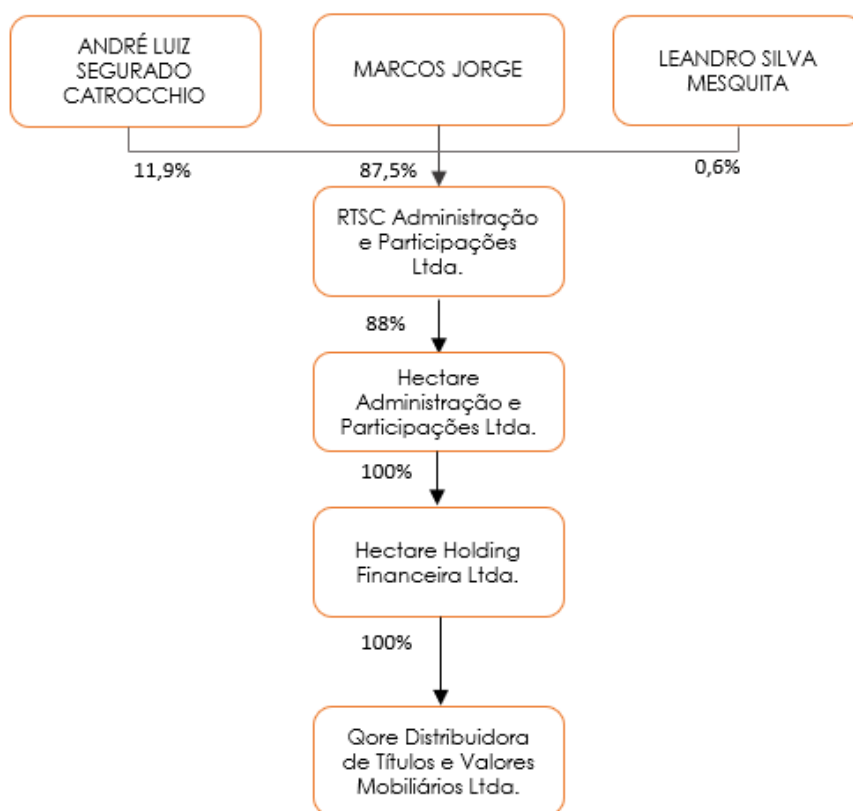 ANDRÉ LUIZ
SEGURADO
CATROCCHIO
MARCOS JORGE
LEANDRO SILVA
MESQUITA
11,9%
87,5%
0,6%
RTSC Administração
e Participações
Ltda.
88%
Hectare
Administração e
Participações Ltda.
100%
Hectare Holding
Financeira Ltda.
100%
Qore Distribuidora
de Títulos e Valores
Mobiliários Ltda.